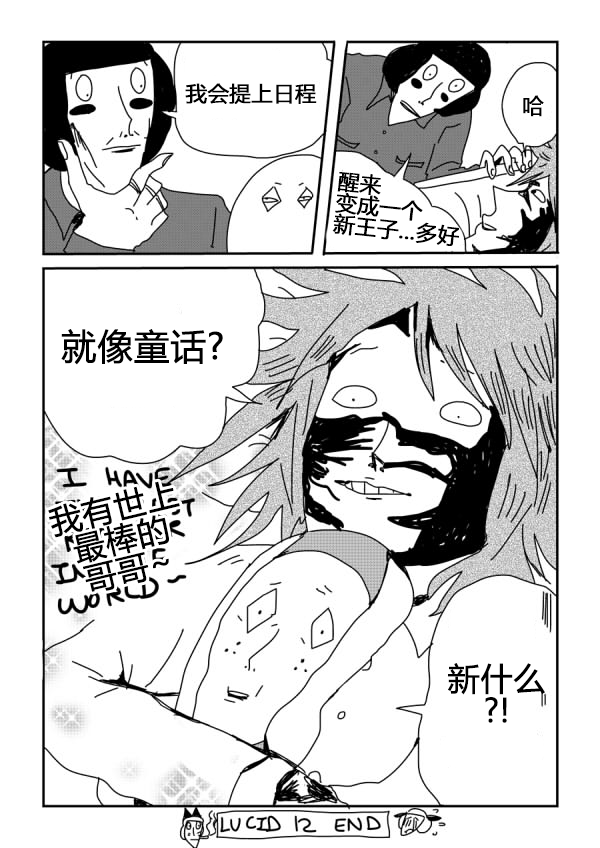 我会提上日程
哈
醒来
变成一个
新王子...多好
就像童话?
I HAVE
我有世上
最棒的
哥哥~
WORLD~
新什么
?!
LUCID 12 END